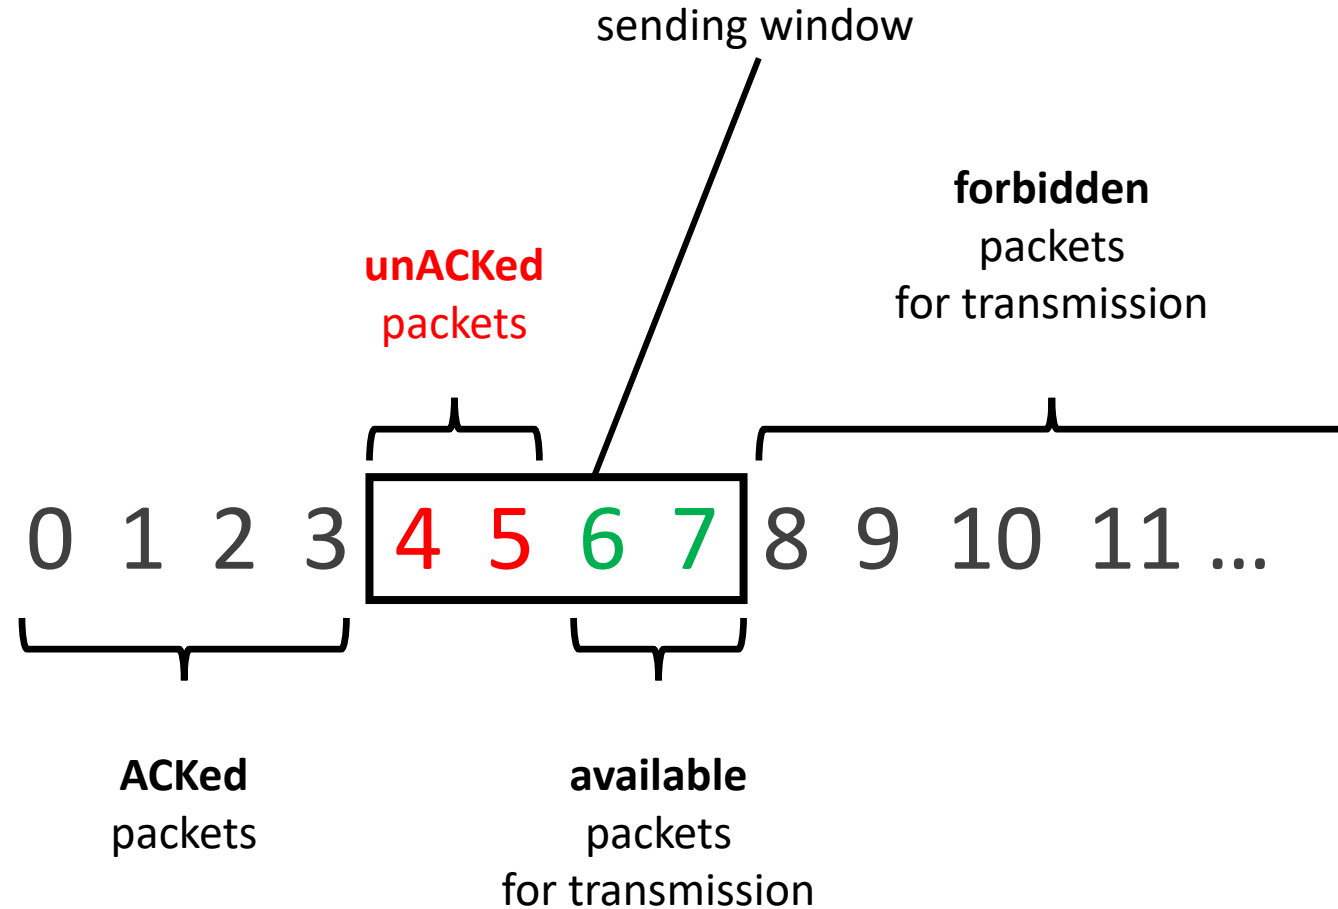 sending window
forbidden
packets
for transmission
unACKed
packets
0 1 2 3 4 5 6 7 8 9 10 11 ...
ACKed
packets
available
packets
for transmission